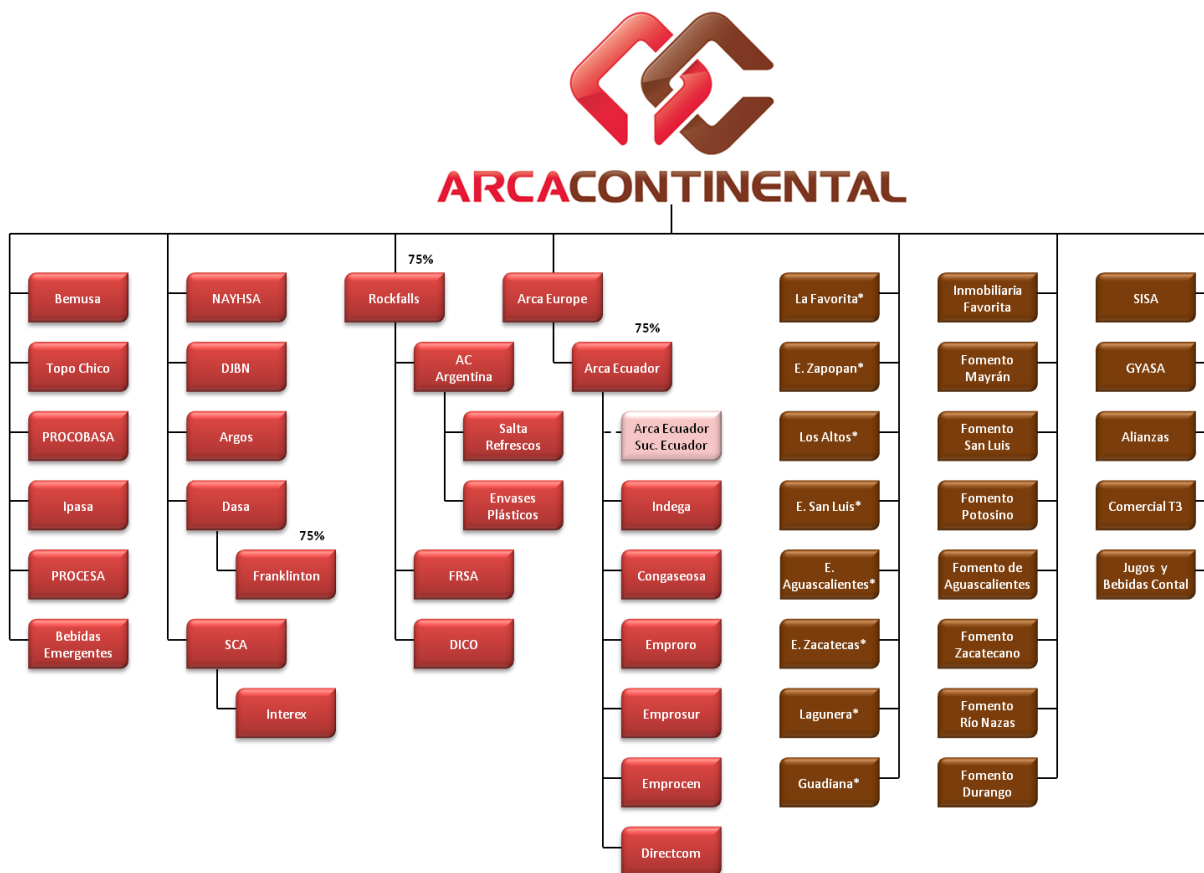 ARCACONTINENTAL
75%
Bemusa
NAYHSA
Rockfalls
Arca Europe
La Favorita*
Inmobiliaria
Favorita
SISA
75%
Topo Chico
DJBN
AC
Argentina
Arca Ecuador
E. Zapopan*
Fomento
Mayrán
GYASA
PROCOBASA
Argos
Salta
Refrescos
Arca Ecuador
Suc. Ecuador
Los Altos*
Fomento
San Luis
Alianzas
Ipasa
Dasa
Envases
Plásticos
Indega
E. San Luis*
Fomento
Potosino
Comercial T3
75%
PROCESA
Franklinton
FRSA
Congaseosa
E.
Aguascalientes*
Fomento de
Aguascalientes
Jugos y
Bebidas Contal
Bebidas
Emergentes
SCA
DICO
Emproro
E. Zacatecas*
Fomento
Zacatecano
Interex
Emprosur
Lagunera*
Fomento
Río Nazas
Emprocen
Guadiana*
Fomento
Durango
Directcom